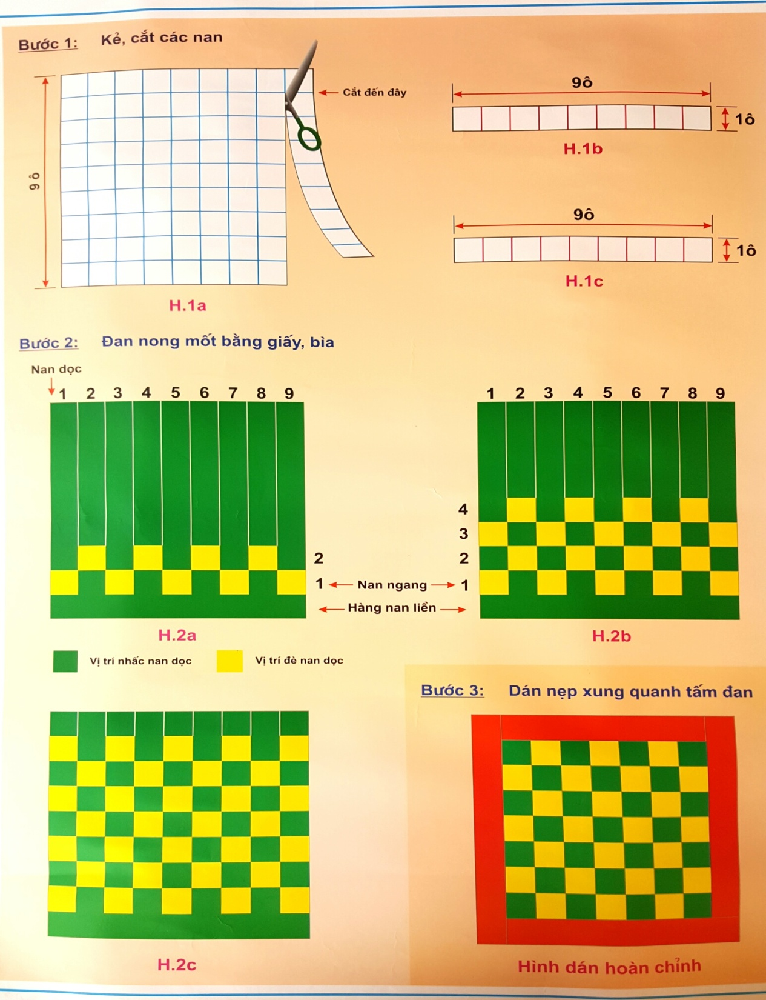 Bước 1: Kẻ, cắt các nan
Cắt đến đây
9 ô
H.1a
9ô
1ô
H.1b
9ô
1ô
H.1c
Bước 2: Đan nong mốt bằng giấy, bìa
Nan dọc
1 2 3 4 5 6 7 8 9
2
1
H.2a
1 2 3 4 5 6 7 8 9
4
3
2
1
Nan ngang
Hàng nan liền
H.2b
Vị trí nhấc nan dọc
Vị trí đè nan dọc
H.2c
Bước 3: Dán nẹp xung quanh tấm đan
Hình dán hoàn chỉnh